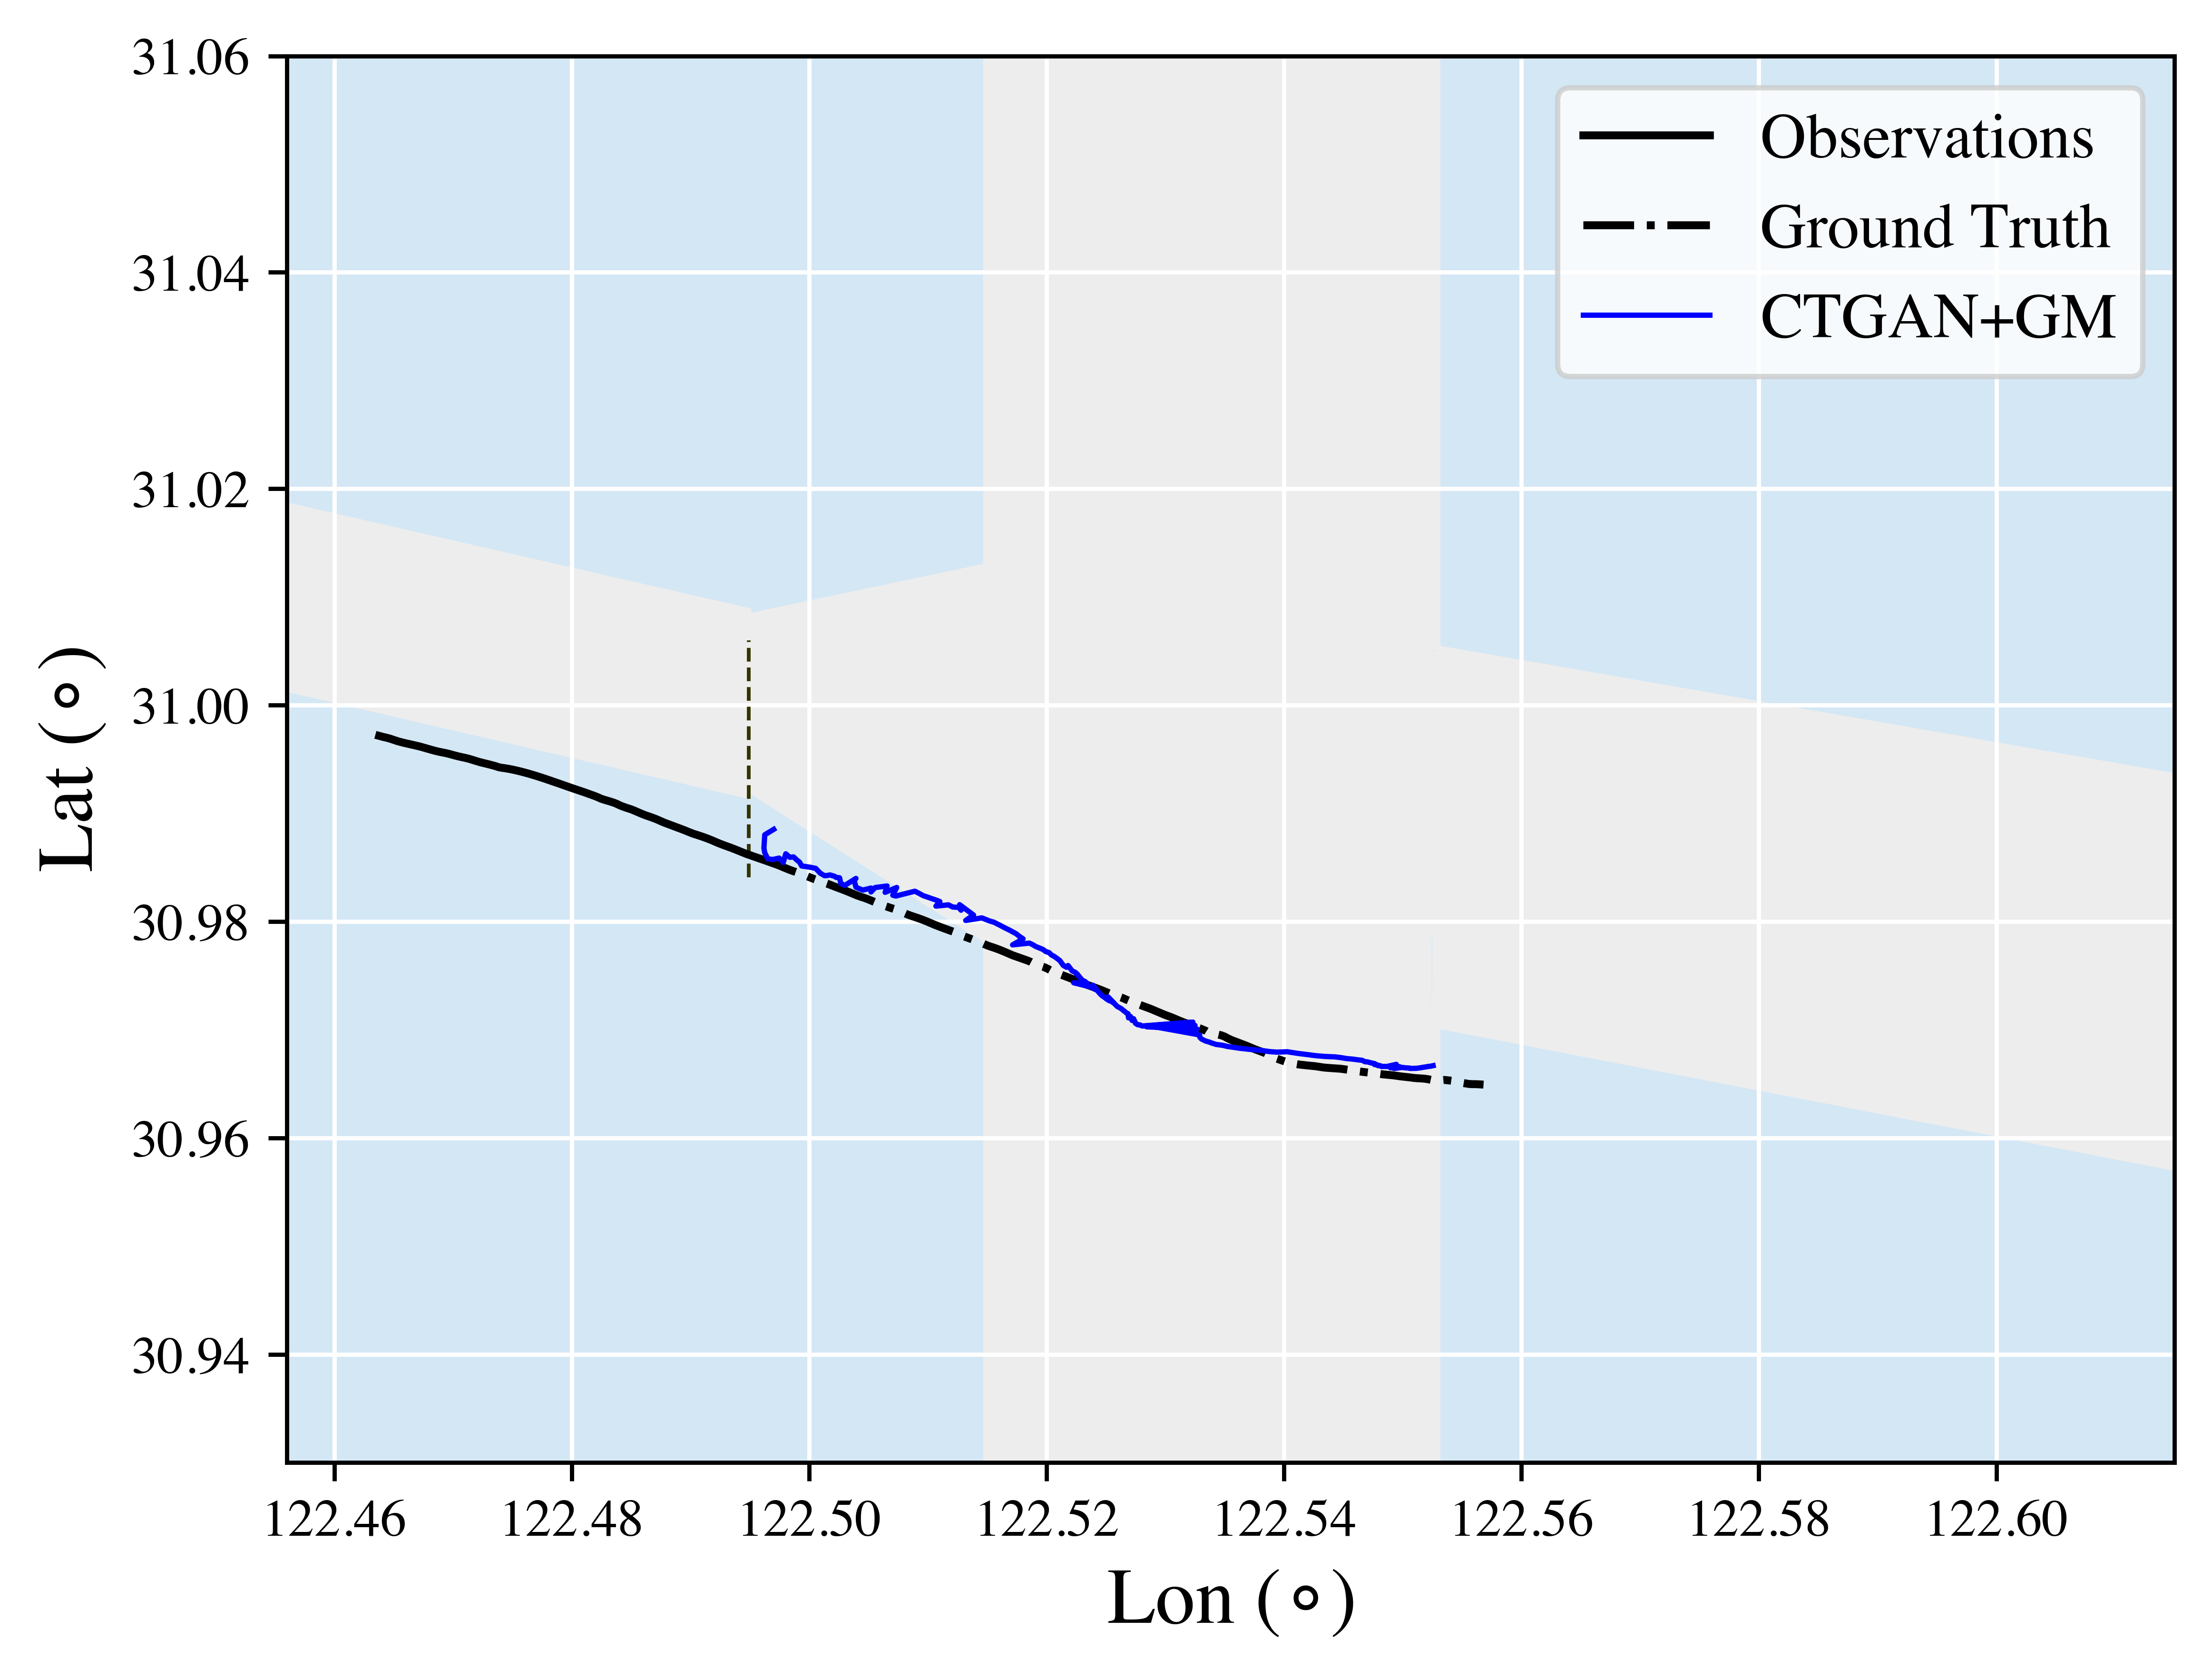 31.06
31.04
31.02
31.00
30.98
30.96
30.94
Lat (∘)
Observations
Ground Truth
CTGAN+GM
122.46 122.48 122.50 122.52 122.54 122.56 122.58 122.60
Lon (∘)